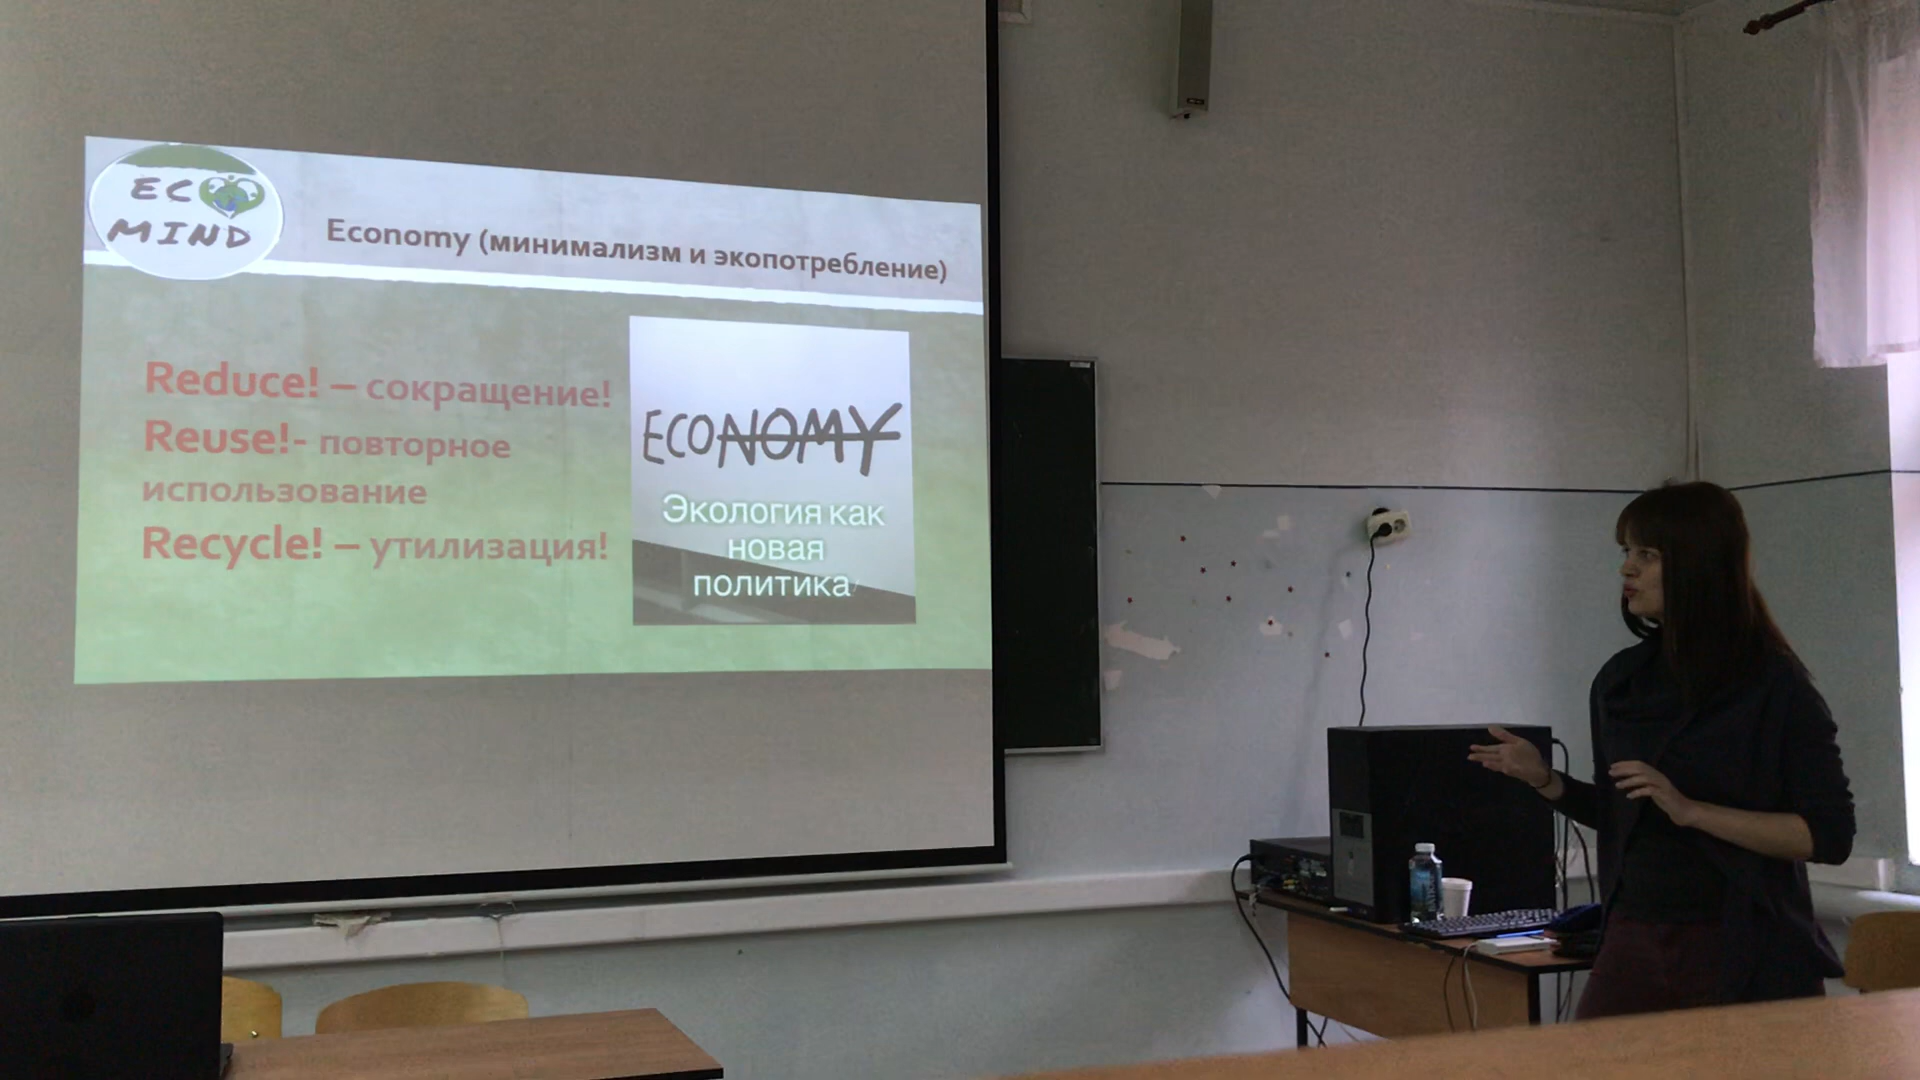 ECO
MIND
Economy (минимализм и экопотребление)
Reduce! – сокращение!
Reuse!- повторное
использование
Recycle! – утилизация!
ECONOMY
Экология как
новая
политика